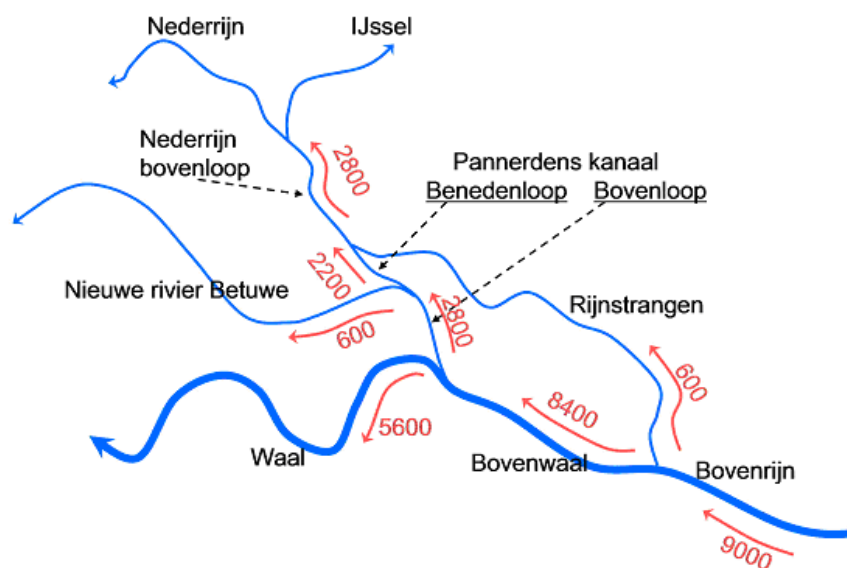 Nederrijn
IJssel
Nederrijn
bovenloop
2800
Pannerdens kanaal
Benedenloop
Bovenloop
Nieuwe rivier Betuwe
2200
600
2800
Rijnstrangen
600
8400
5600
Waal
Bovenwaal
Bovenrijn
9000